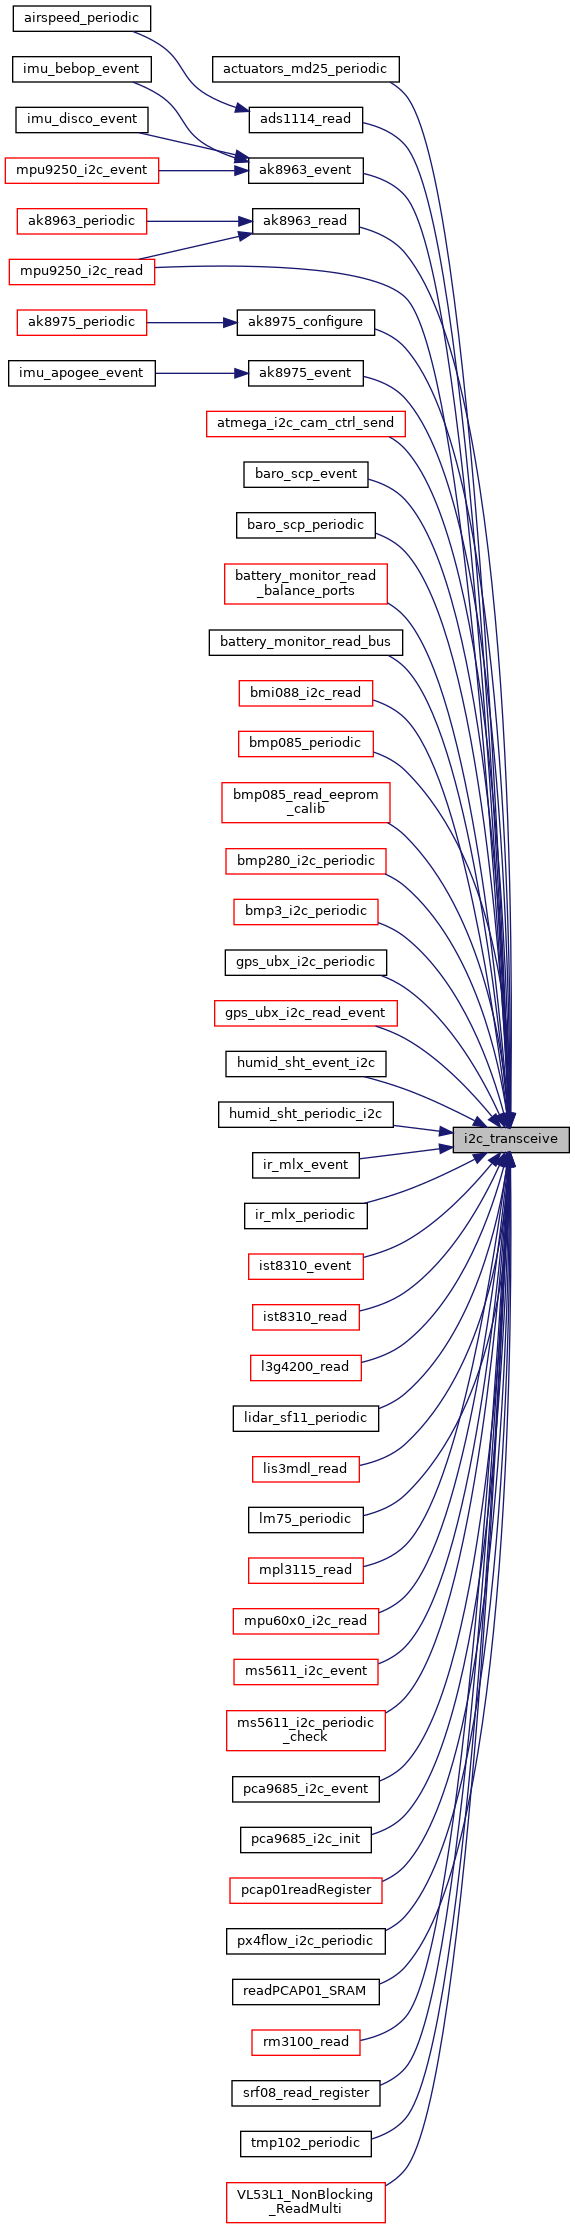 airspeed_periodic
imu_bebop_event
actuators_md25_periodic
imu_disco_event
ads1114_read
mpu9250_i2c_event
ak8963_event
ak8963_periodic
ak8963_read
mpu9250_i2c_read
ak8975_periodic
ak8975_configure
imu_apogee_event
ak8975_event
atmega_i2c_cam_ctrl_send
baro_scp_event
baro_scp_periodic
battery_monitor_read
_balance_ports
battery_monitor_read_bus
bmi088_i2c_read
bmp085_periodic
bmp085_read_eeprom
_calib
bmp280_i2c_periodic
bmp3_i2c_periodic
gps_ubx_i2c_periodic
gps_ubx_i2c_read_event
humid_sht_event_i2c
humid_sht_periodic_i2c
i2c_transceive
ir_mlx_event
ir_mlx_periodic
ist8310_event
ist8310_read
l3g4200_read
lidar_sf11_periodic
lis3mdl_read
lm75_periodic
mpl3115_read
mpu60x0_i2c_read
ms5611_i2c_event
ms5611_i2c_periodic
_check
pca9685_i2c_event
pca9685_i2c_init
pcap01readRegister
px4flow_i2c_periodic
readPCAP01_SRAM
rm3100_read
srf08_read_register
tmp102_periodic
VL53L1_NonBlocking
_ReadMulti